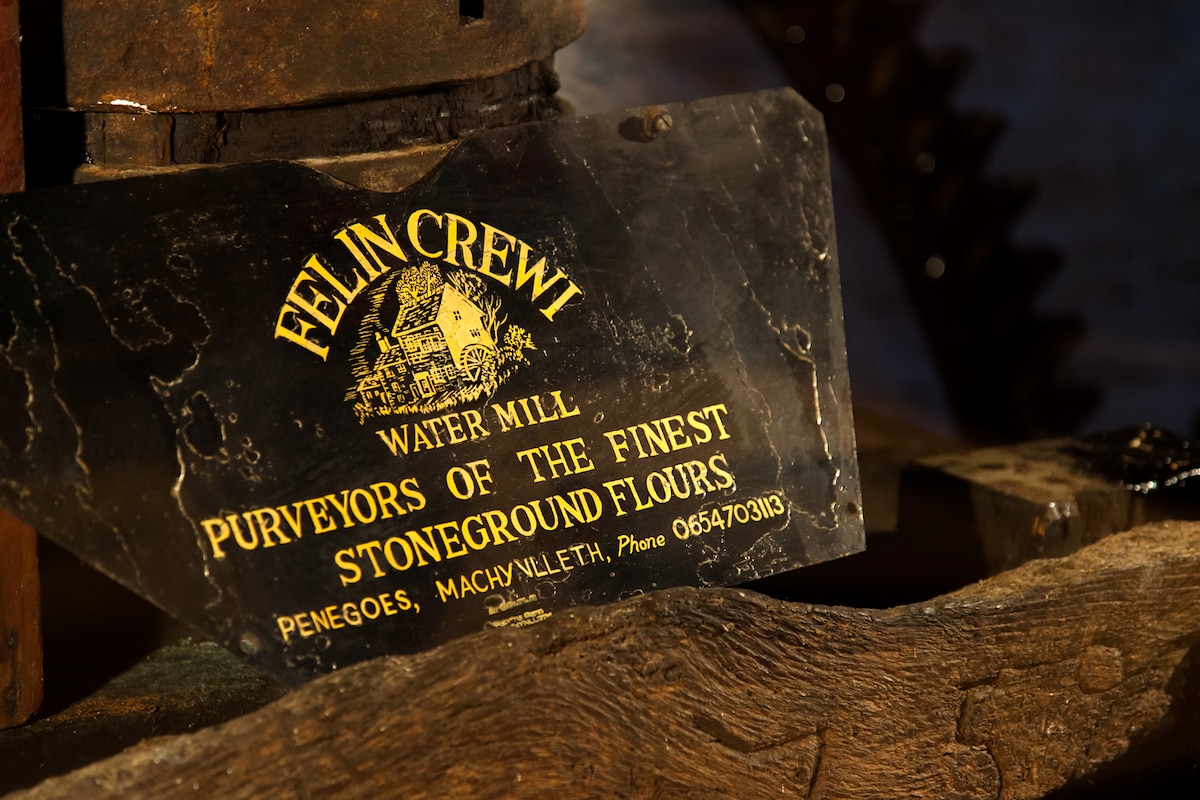 FELIN CREWI
WATER MILL
PURVEYORS OF THE FINEST
STONEGROUND FLOURS
PENEGOES, MACHYNLLETH, Phone 0654703113